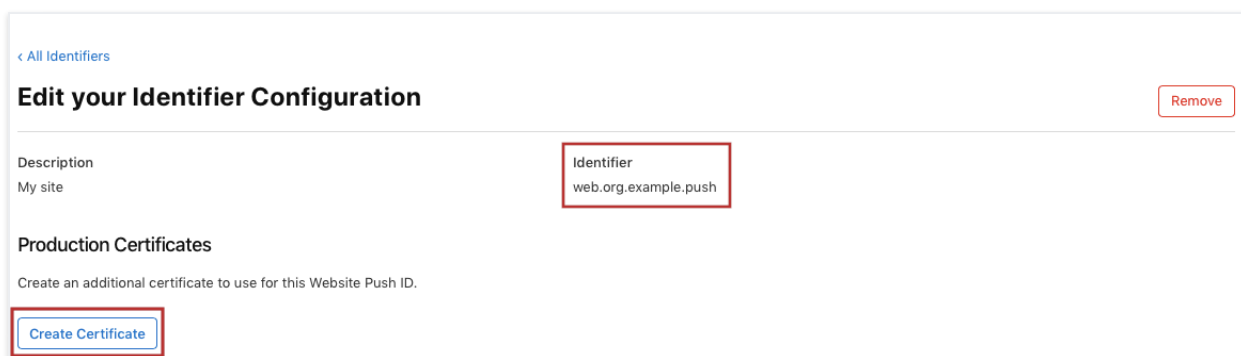 ‹ All Identifiers
Edit your Identifier Configuration
Remove
Description
Identifier
My site
web.org.example.push
Production Certificates
Create an additional certificate to use for this Website Push ID.
Create Certificate